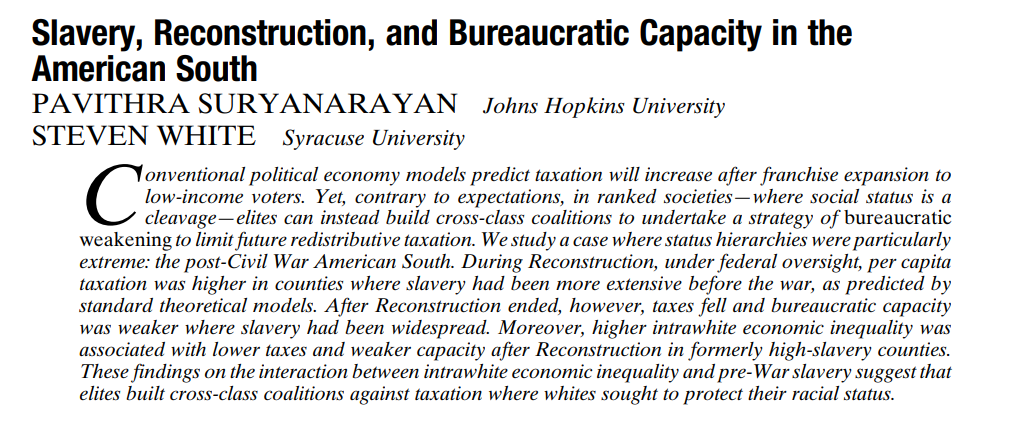 Slavery, Reconstruction, and Bureaucratic Capacity in the
American South
PAVITHRA SURYANARAYAN Johns Hopkins University
STEVEN WHITE Syracuse University
Conventional political economy models predict taxation will increase after franchise expansion to
low-income voters. Yet, contrary to expectations, in ranked societies—where social status is a
cleavage—elites can instead build cross-class coalitions to undertake a strategy of bureaucratic
weakening to limit future redistributive taxation. We study a case where status hierarchies were particularly
extreme: the post-Civil War American South. During Reconstruction, under federal oversight, per capita
taxation was higher in counties where slavery had been more extensive before the war, as predicted by
standard theoretical models. After Reconstruction ended, however, taxes fell and bureaucratic capacity
was weaker where slavery had been widespread. Moreover, higher intrawhite economic inequality was
associated with lower taxes and weaker capacity after Reconstruction in formerly high-slavery counties.
These findings on the interaction between intrawhite economic inequality and pre-War slavery suggest that
elites built cross-class coalitions against taxation where whites sought to protect their racial status.